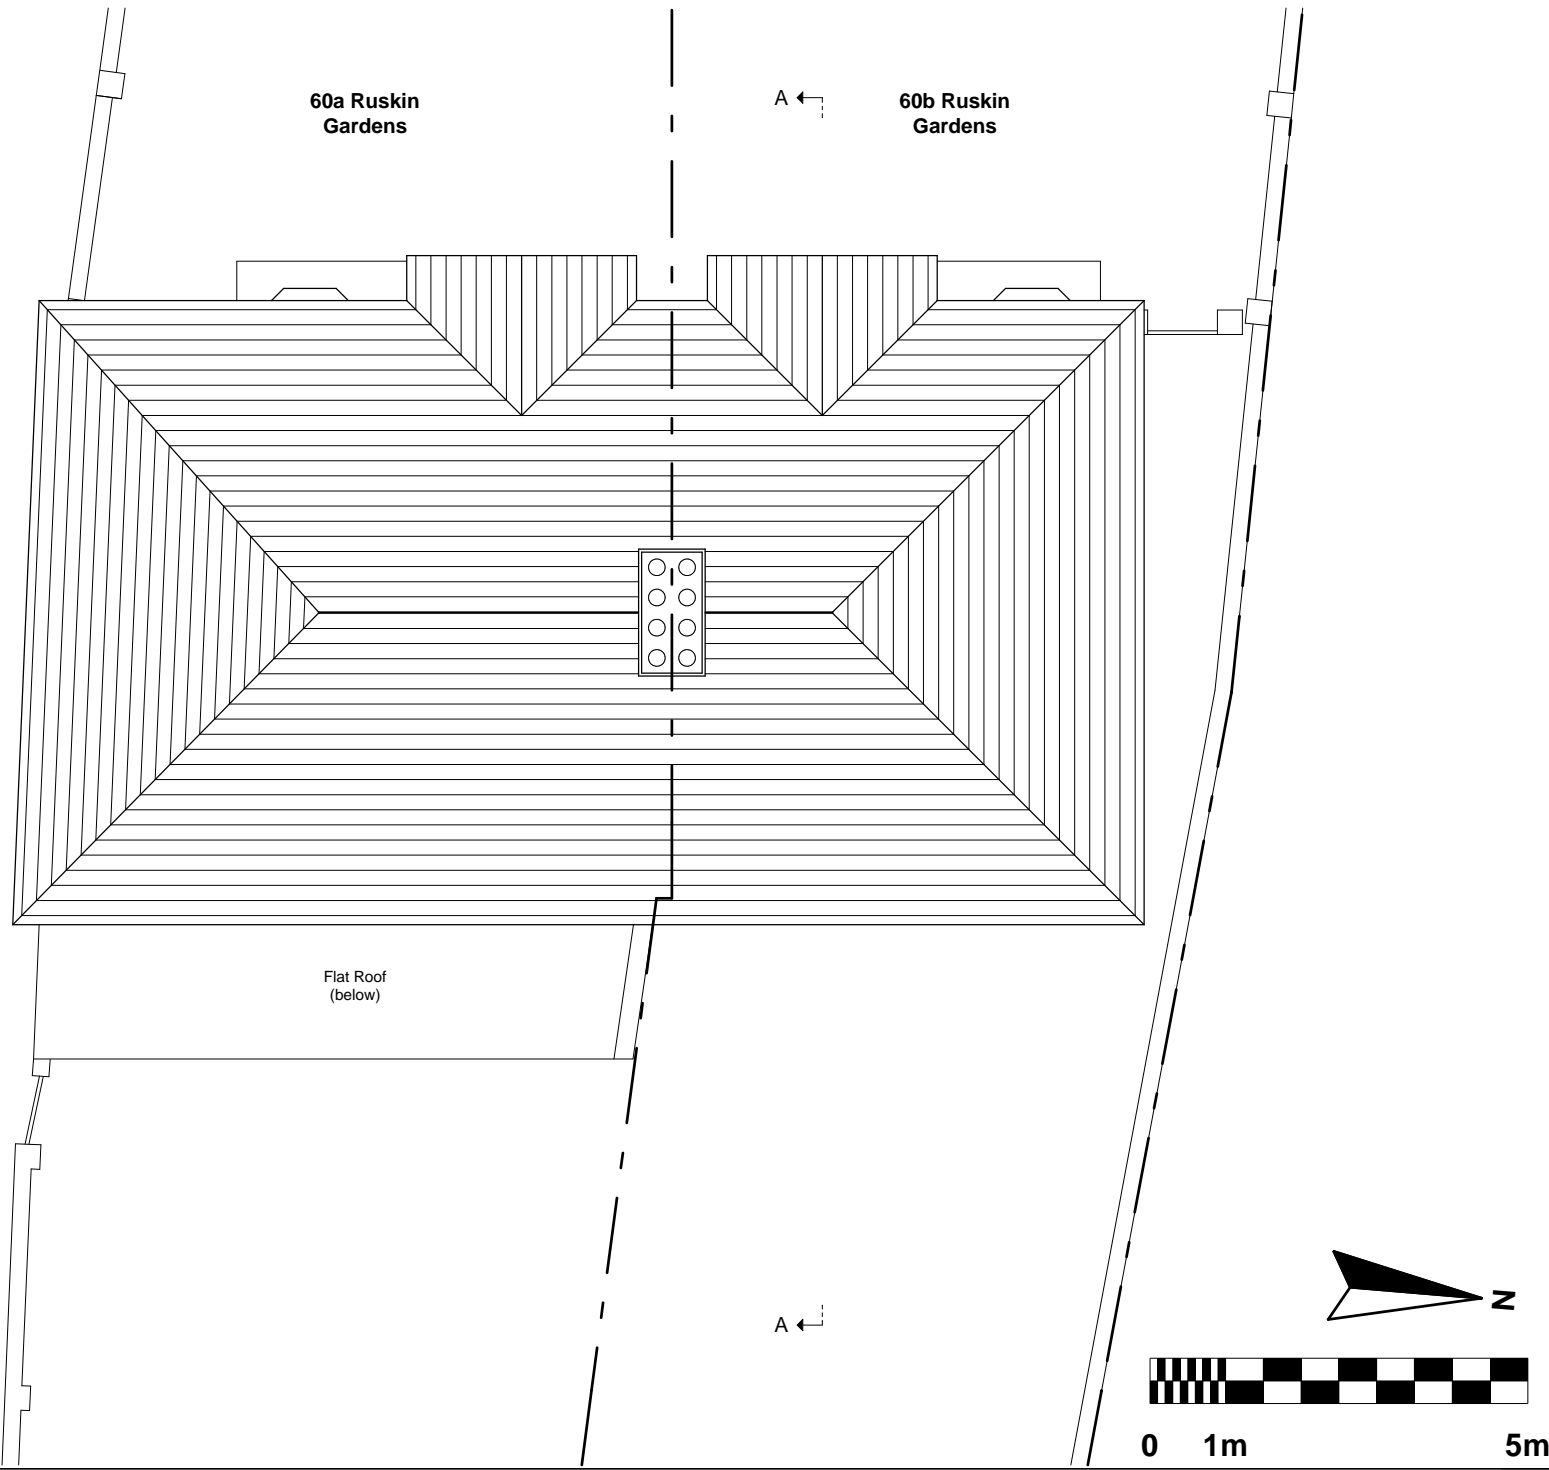 60a Ruskin
Gardens
A
60b Ruskin
Gardens
Flat Roof
(below)
A
N
0 1m 5m